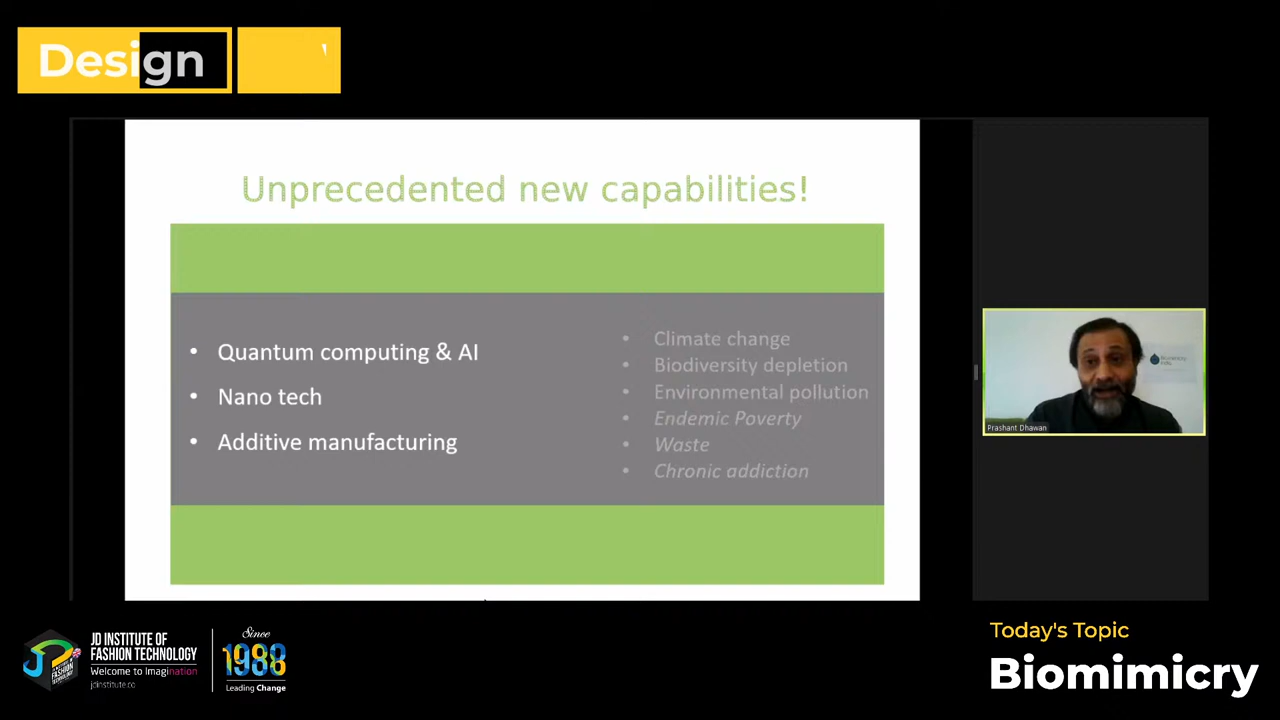 Design
Unprecedented new capabilities!
• Quantum computing & AI
• Nano tech
• Additive manufacturing
• Climate change
• Biodiversity depletion
• Environmental pollution
• Endemic Poverty
• Waste
• Chronic addiction
Prashant Dhawan
JD INSTITUTE OF
FASHION TECHNOLOGY
Welcome to Imagination
jdinstitute.co
Since
1988
Leading Change
Today's Topic
Biomimicry